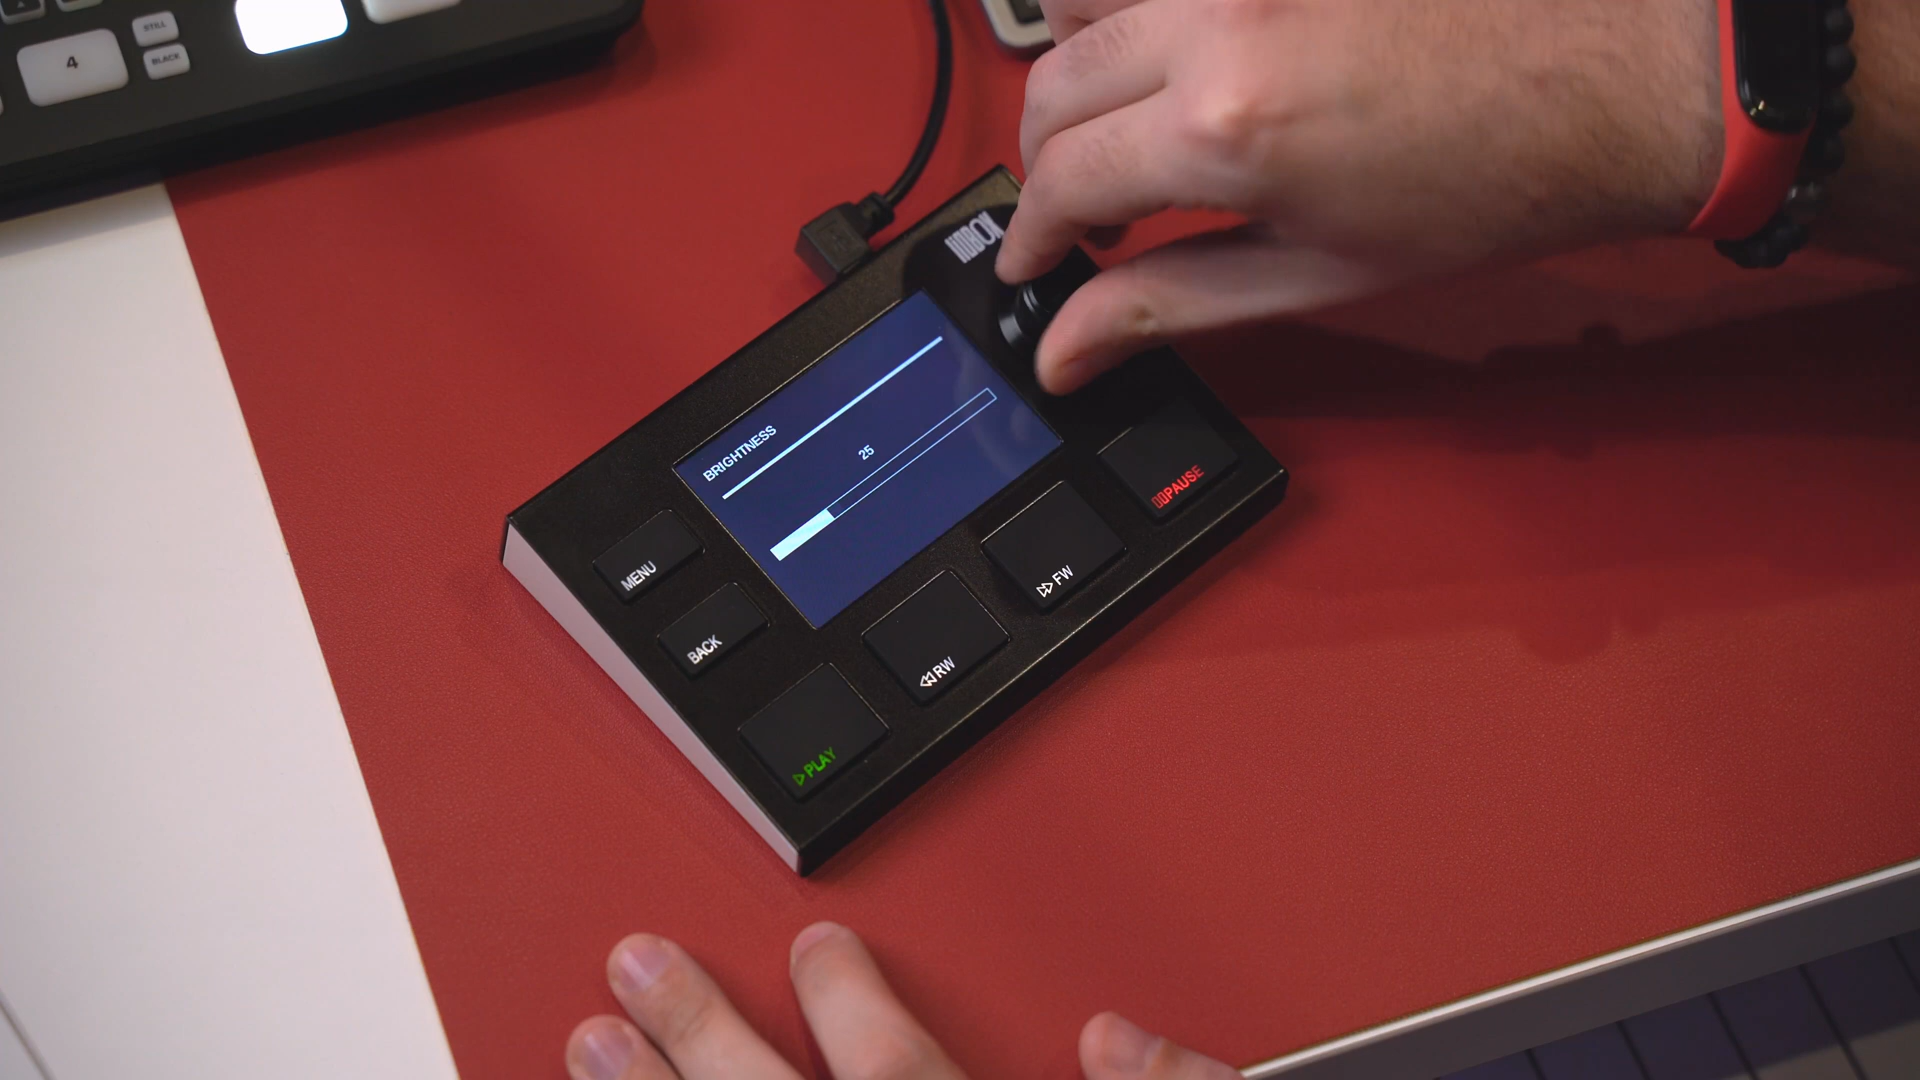 4
STILL
BLACK
BRIGHTNESS
25
MENU
BACK
PLAY
RW
FW
PAUSE